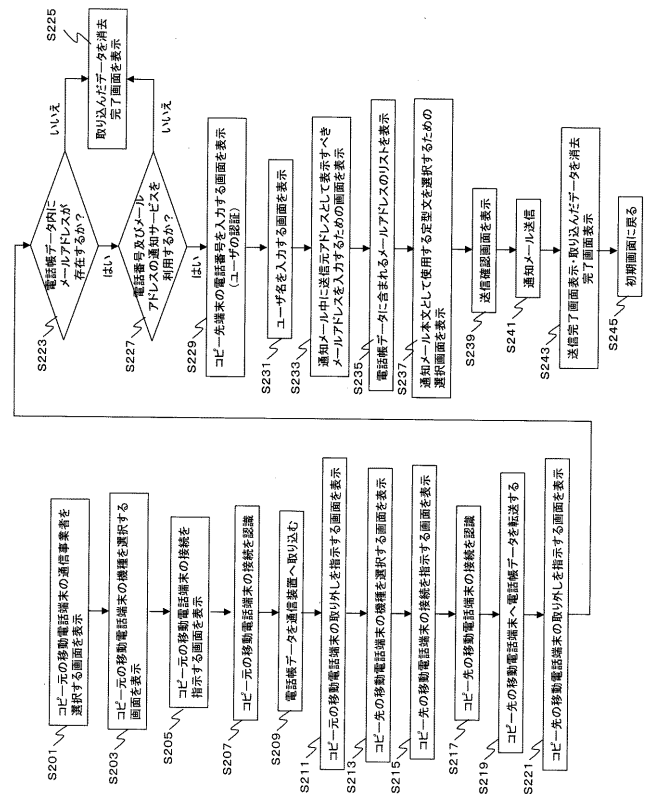 S201
コピー元の移動電話端末の通信事業者を
選択する画面を表示
S203
コピー元の移動電話端末の機種を選択する
画面を表示
S205
コピー元の移動電話端末の接続を
指示する画面を表示
S207
コピー元の移動電話端末の接続を認識
S209
電話帳データを通信装置へ取り込む
S211
コピー元の移動電話端末の取り外しを指示する画面を表示
S213
コピー先の移動電話端末の機種を選択する画面を表示
S215
コピー先の移動電話端末の接続を指示する画面を表示
S217
コピー先の移動電話端末の接続を認識
S219
コピー先の移動電話端末へ電話帳データを転送する
S221
コピー先の移動電話端末の取り外しを指示する画面を表示
S223
電話帳データ内に
メールアドレスが
存在するか?
いいえ
はい
S225
取り込んだデータを消去
完了画面を表示
S227
電話番号及びメール
アドレスの通知サービスを
利用するか?
いいえ
はい
S229
コピー先端末の電話番号を入力する画面を表示
(ユーザの認証)
S231
ユーザ名を入力する画面を表示
S233
通知メール中に送信元アドレスとして表示すべき
メールアドレスを入力するための画面を表示
S235
電話帳データに含まれるメールアドレスのリストを表示
S237
通知メール本文として使用する定型文を選択するための
選択画面を表示
S239
送信確認画面を表示
S241
通知メール送信
S243
送信完了画面表示・取り込んだデータを消去
完了画面表示
S245
初期画面に戻る